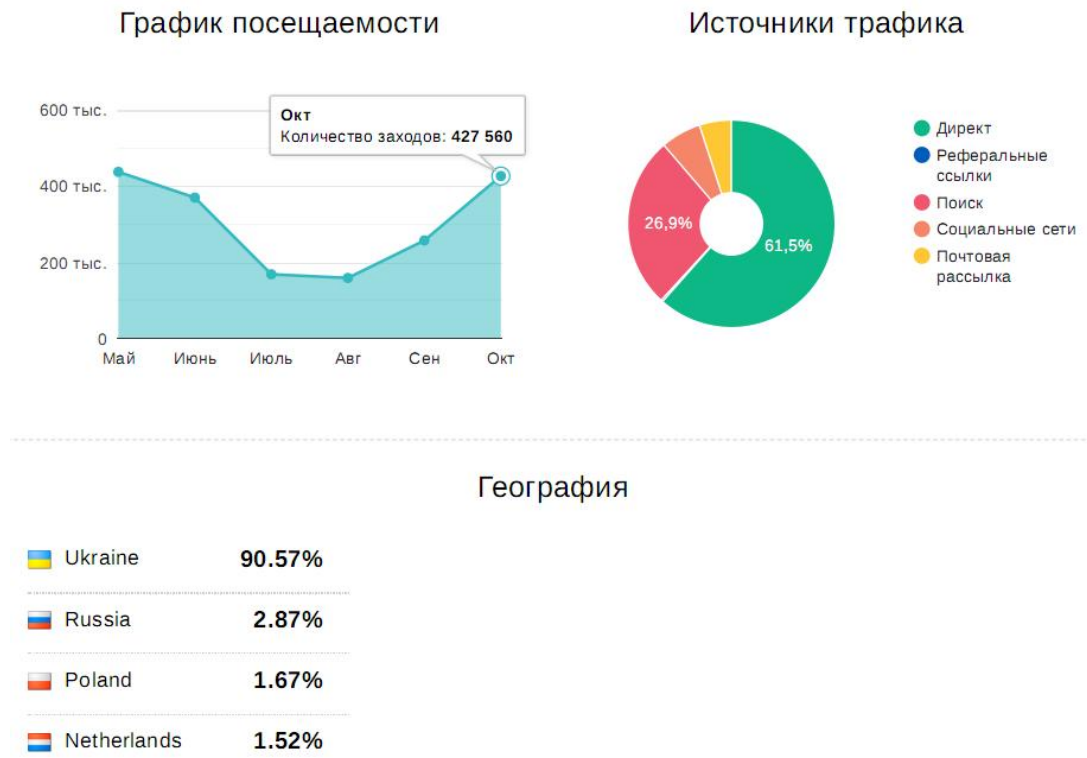 График посещаемости
Источники трафика
600 тыс.
400 тыс.
200 тыс.
0
Окт
Количество заходов: 427 560
Май Июнь Июль Авг Сен Окт
26,9%
61,5%
Директ
Реферальные
ссылки
Поиск
Социальные сети
Почтовая
рассылка
География
Ukraine 90.57%
Russia 2.87%
Poland 1.67%
Netherlands 1.52%